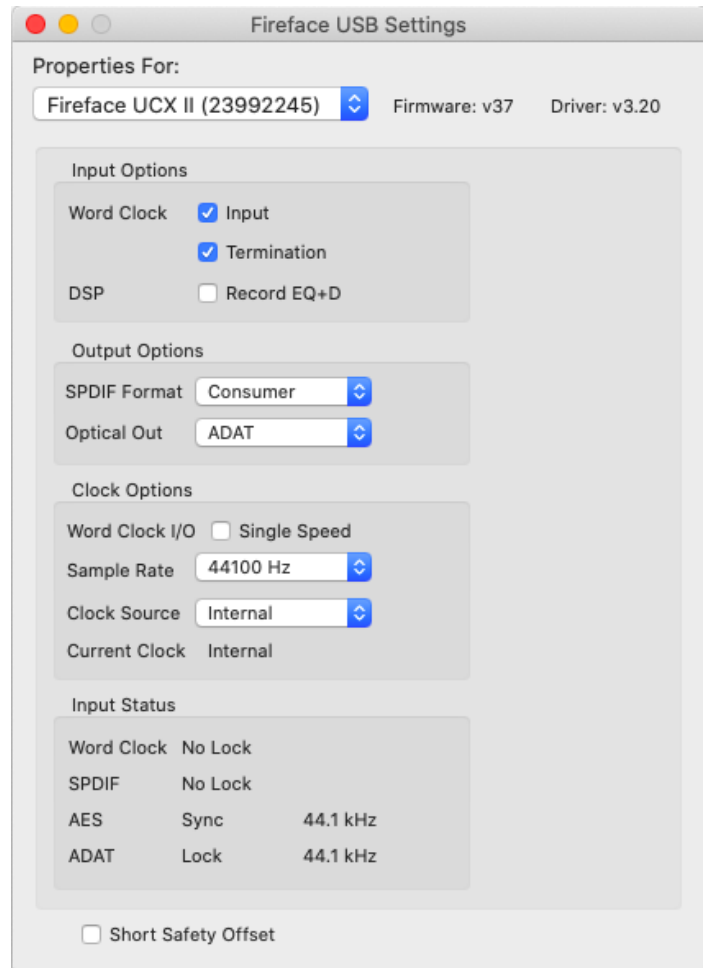 Fireface USB Settings
Properties For:
Fireface UCX II (23992245) Firmware: v37 Driver: v3.20
Input Options
Word Clock Input
Termination
DSP Record EQ+D
Output Options
SPDIF Format Consumer
Optical Out ADAT
Clock Options
Word Clock I/O Single Speed
Sample Rate 44100 Hz
Clock Source Internal
Current Clock Internal
Input Status
Word Clock No Lock
SPDIF No Lock
AES Sync 44.1 kHz
ADAT Lock 44.1 kHz
Short Safety Offset